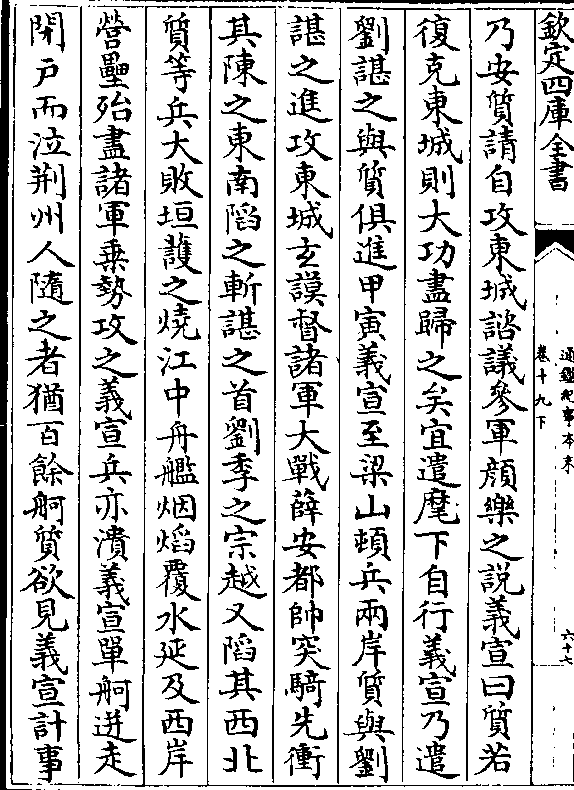 欽定四庫全書
通鑑紀事本末
卷十九下
六十七
乃安質請自攻東城諮議參軍顔樂之説義宣曰質若
復克東城則大功盡歸之矣宜遣麾下自行義宣乃遣
劉諶之與質俱進甲寅義宣至梁山頓兵兩岸質與劉
諶之進攻東城玄謨督諸軍大戰薛安都帥突騎先衝
其陳之東南䧟之斬諶之首劉季之宗越又䧟其西北
質等兵大敗垣護之燒江中舟艦烟熖覆水延及西岸
營壘殆盡諸軍乗勢攻之義宣兵亦潰義宣單舸迸走
閉戸而泣荆州人隨之者猶百餘舸質欲見義宣計事